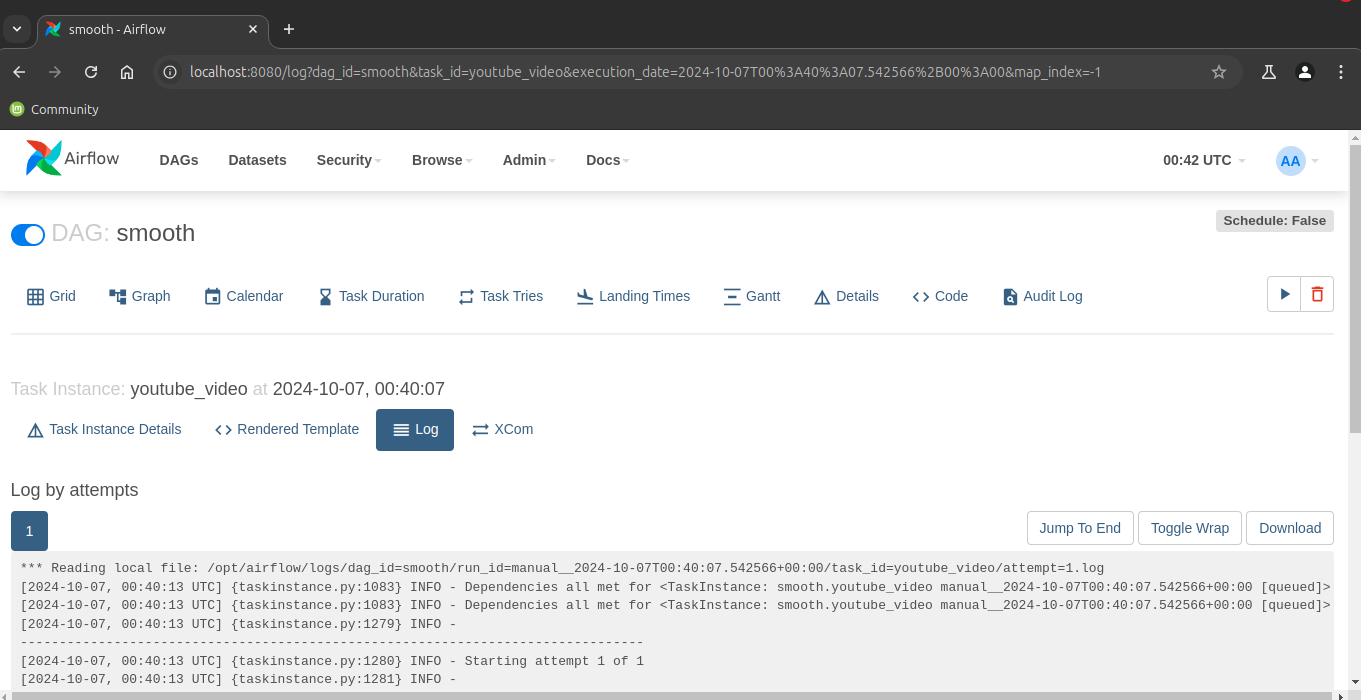 smooth - Airflow
localhost:8080/log?dag_id=smooth&task_id=youtube_video&execution_date=2024-10-07T00%3A40%3A07.542566%2B00%3A00&map_index=-1
Community
Airflow DAGs Datasets Security Browse Admin Docs 00:42 UTC AA
Schedule: False
DAG: smooth
Grid Graph Calendar Task Duration Task Tries Landing Times Gantt Details Code Audit Log
Task Instance: youtube_video at 2024-10-07, 00:40:07
Task Instance Details Rendered Template Log XCom
Log by attempts
1 Jump To End Toggle Wrap Download
*** Reading local file: /opt/airflow/logs/dag_id=smooth/run_id=manual__2024-10-07T00:40:07.542566+00:00/task_id=youtube_video/attempt=1.log
[2024-10-07, 00:40:13 UTC] {taskinstance.py:1083} INFO - Dependencies all met for <TaskInstance: smooth.youtube_video manual__2024-10-07T00:40:07.542566+00:00 [queued]>
[2024-10-07, 00:40:13 UTC] {taskinstance.py:1083} INFO - Dependencies all met for <TaskInstance: smooth.youtube_video manual__2024-10-07T00:40:07.542566+00:00 [queued]>
[2024-10-07, 00:40:13 UTC] {taskinstance.py:1279} INFO -
--------------------------------------------------------------------------------
[2024-10-07, 00:40:13 UTC] {taskinstance.py:1280} INFO - Starting attempt 1 of 1
[2024-10-07, 00:40:13 UTC] {taskinstance.py:1281} INFO -